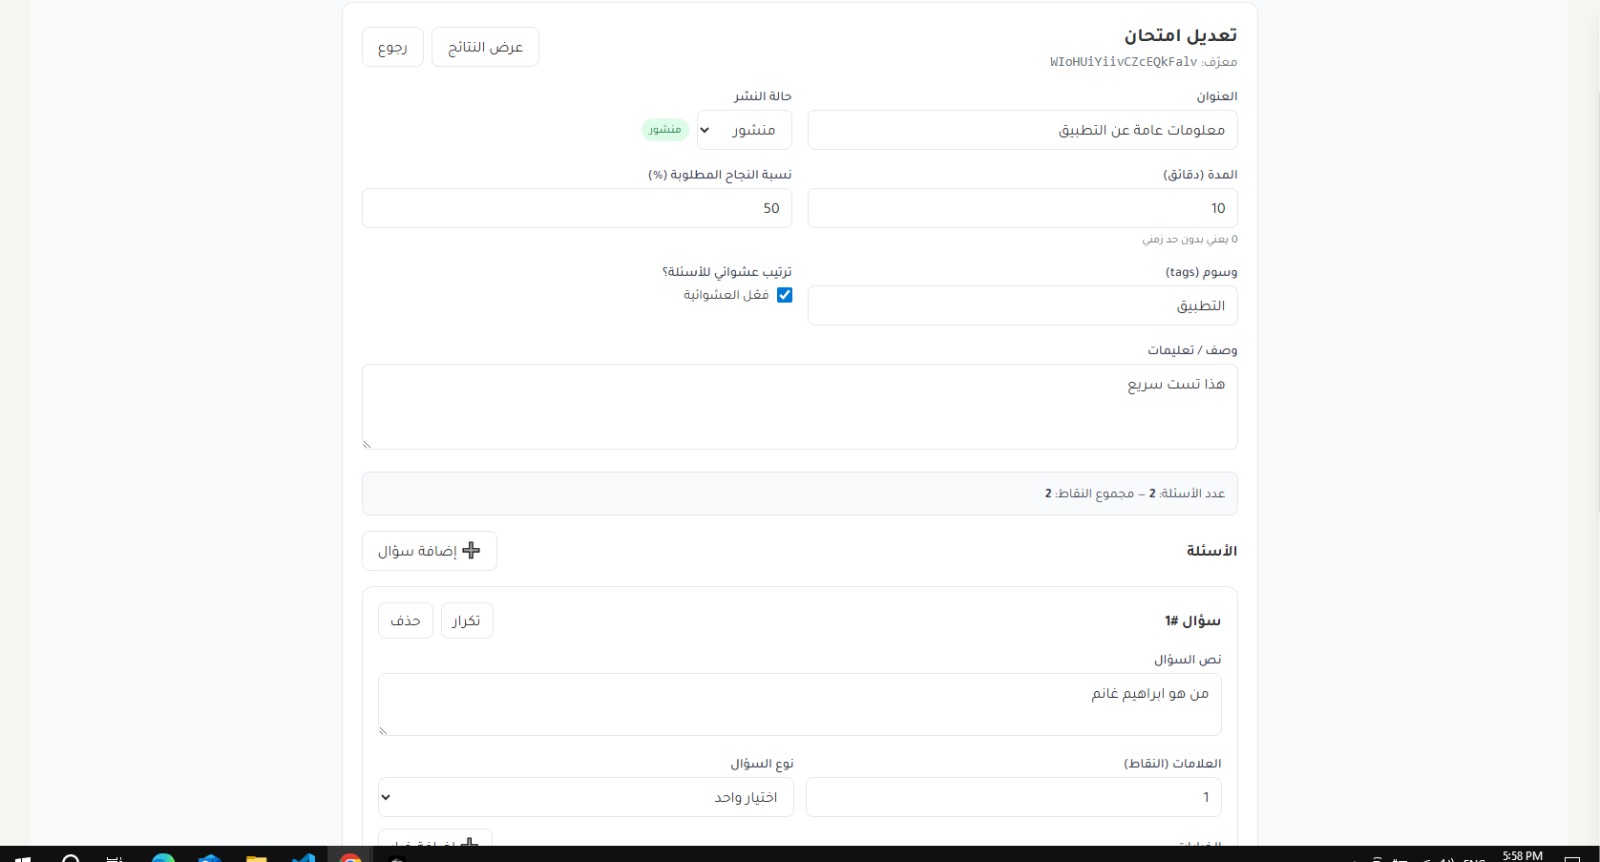 تعديل امتحان
عرض النتائج
رجوع
معرّف: WIoHUiYiivCZcEQkFalv
العنوان
حالة النشر
معلومات عامة عن التطبيق
منشور
منشور
المدة (دقائق)
نسبة النجاح المطلوبة (%)
10
50
0 يعني بدون حد زمني
وسوم (tags)
ترتيب عشوائي للأسئلة؟
التطبيق
فعّل العشوائية
وصف / تعليمات
هذا تست سريع
عدد الأسئلة: 2 — مجموع النقاط: 2
الأسئلة
إضافة سؤال
سؤال #1
تكرار
حذف
نص السؤال
من هو ابراهيم غانم
العلامات (النقاط)
نوع السؤال
1
اختيار واحد
5:58 PM